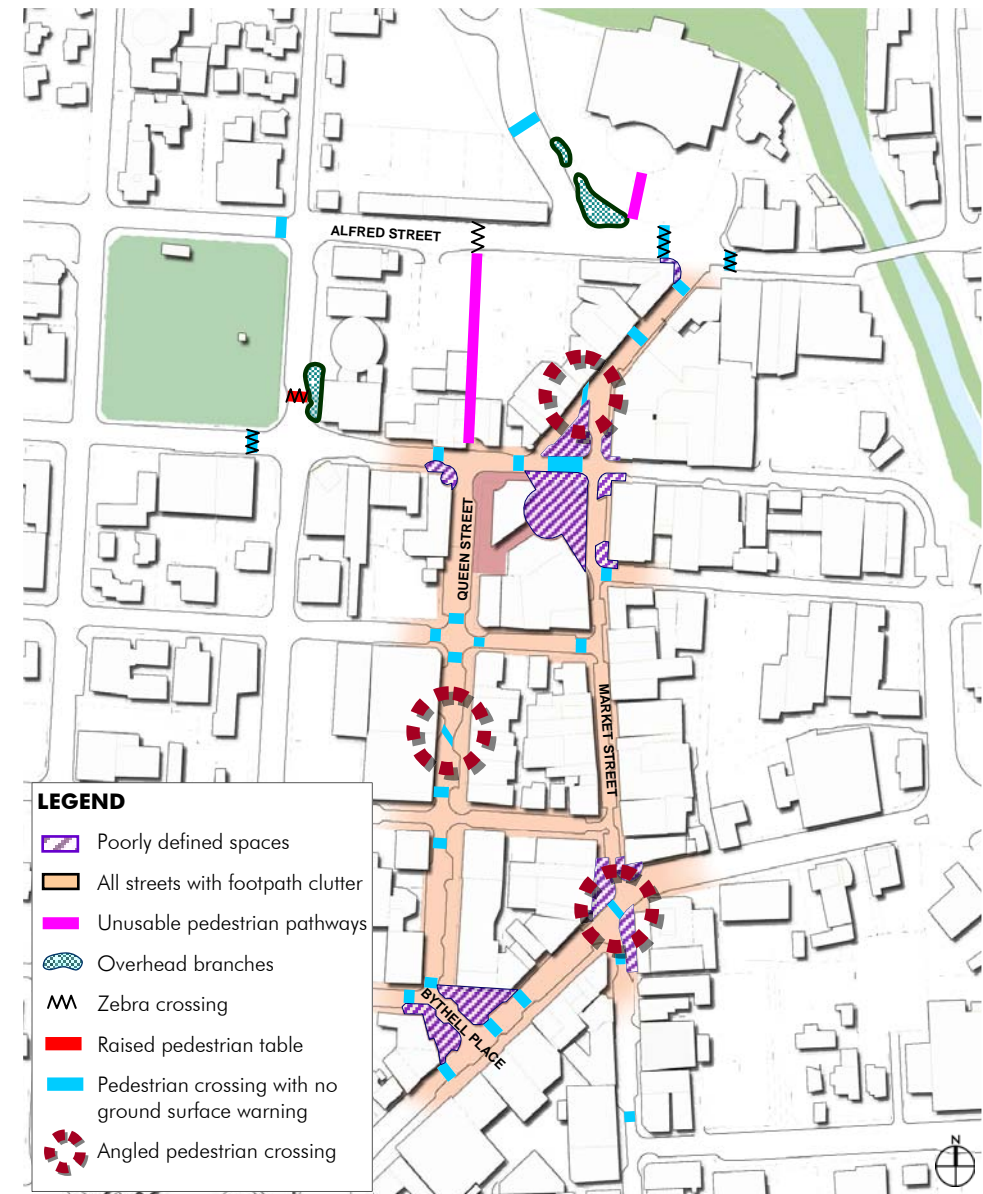 ALFRED STREET
QUEEN STREET
MARKET STREET
BYTHELL PLACE
LEGEND
Poorly defined spaces
All streets with footpath clutter
Unusable pedestrian pathways
Overhead branches
Zebra crossing
Raised pedestrian table
Pedestrian crossing with no
ground surface warning
Angled pedestrian crossing
N